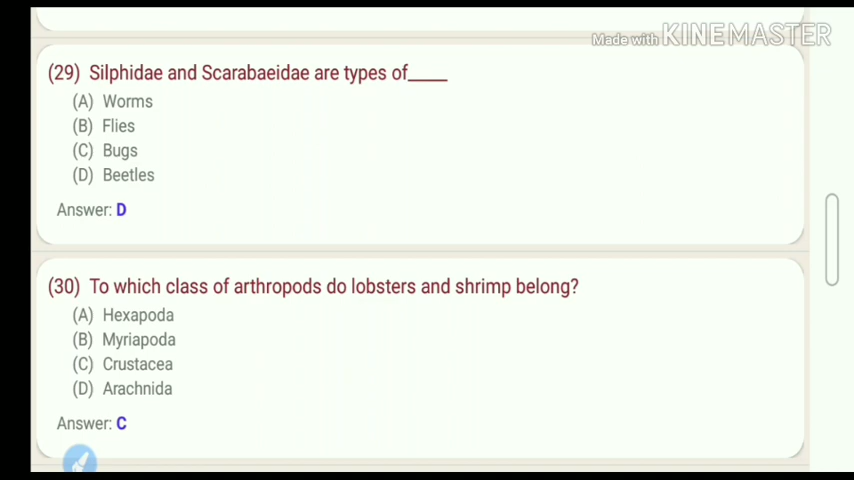 Made with KINEMASTER
(29) Silphidae and Scarabaeidae are types of____
(A) Worms
(B) Flies
(C) Bugs
(D) Beetles
Answer: D
(30) To which class of arthropods do lobsters and shrimp belong?
(A) Hexapoda
(B) Myriapoda
(C) Crustacea
(D) Arachnida
Answer: C